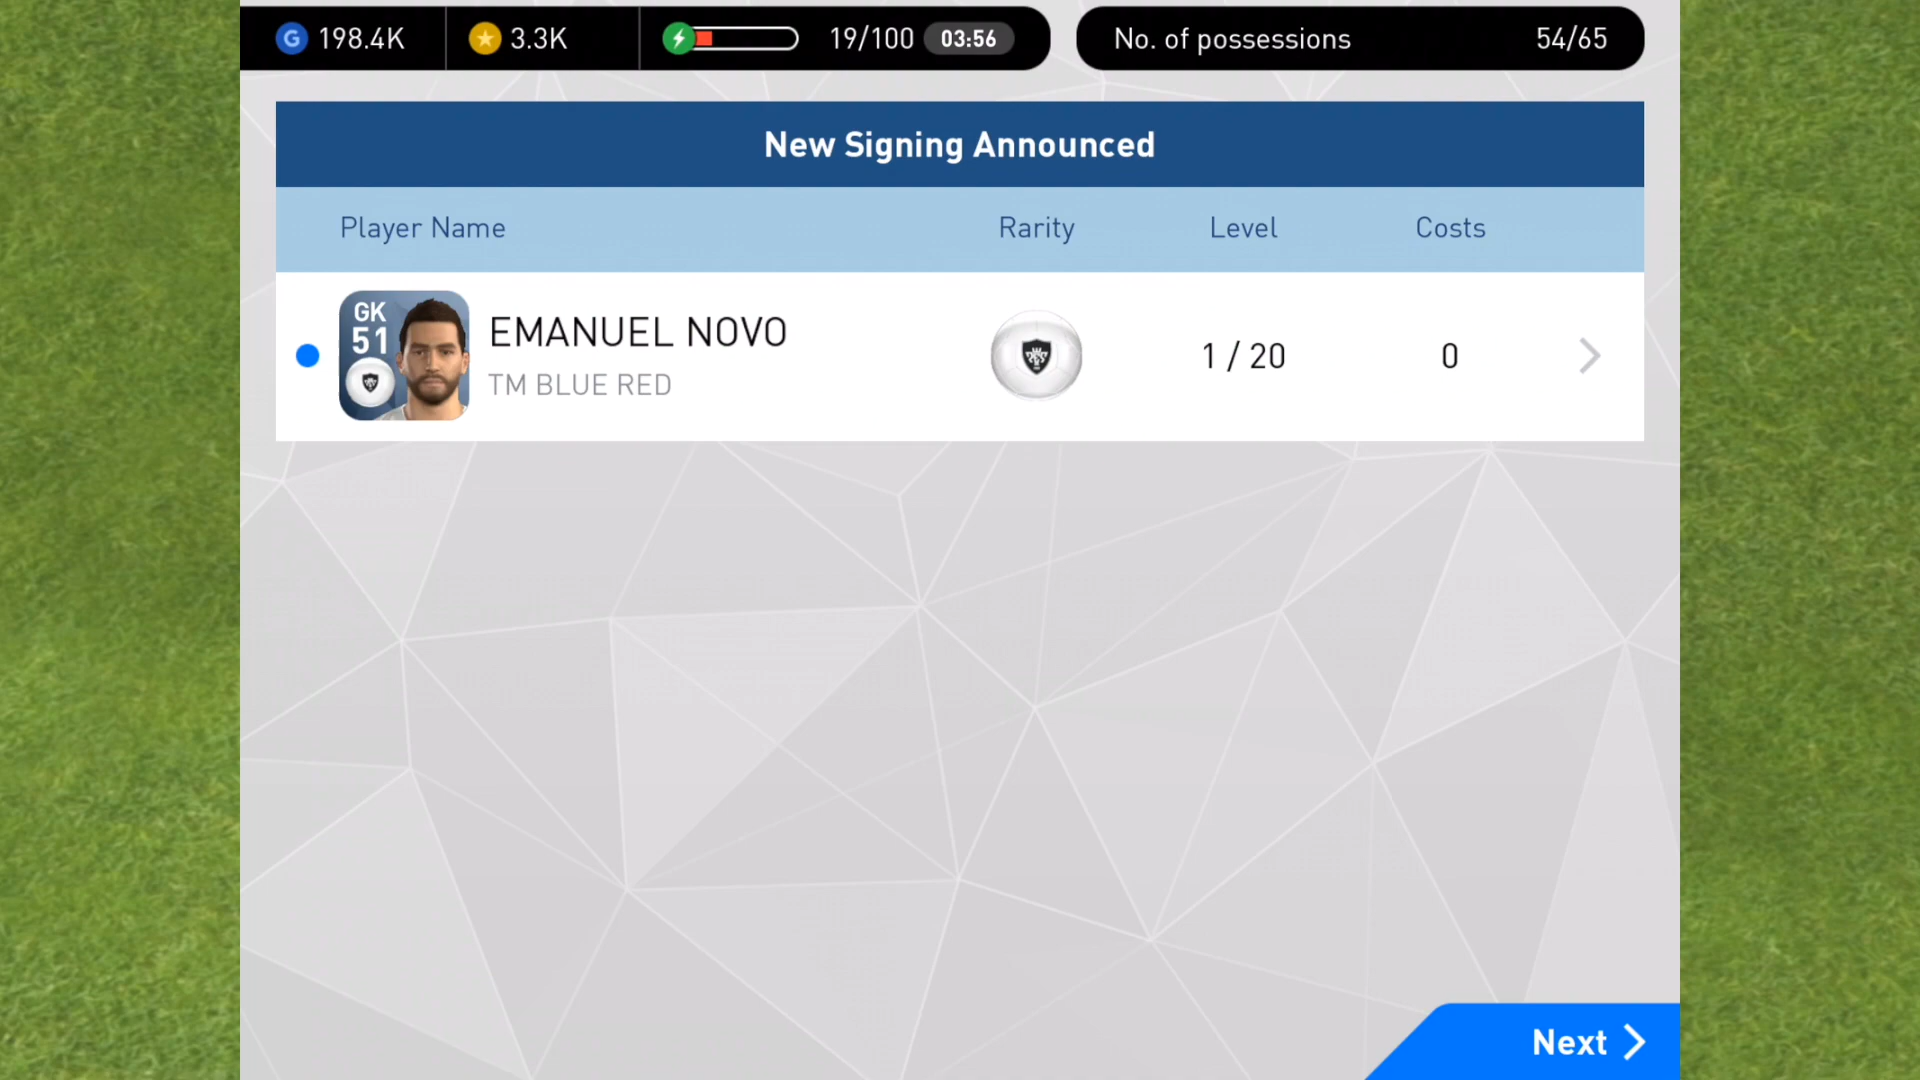 G 198.4K 3.3K 19/100 03:56 No. of possessions 54/65
New Signing Announced
Player Name Rarity Level Costs
GK
51
EMANUEL NOVO
TM BLUE RED
1 / 20 0
Next